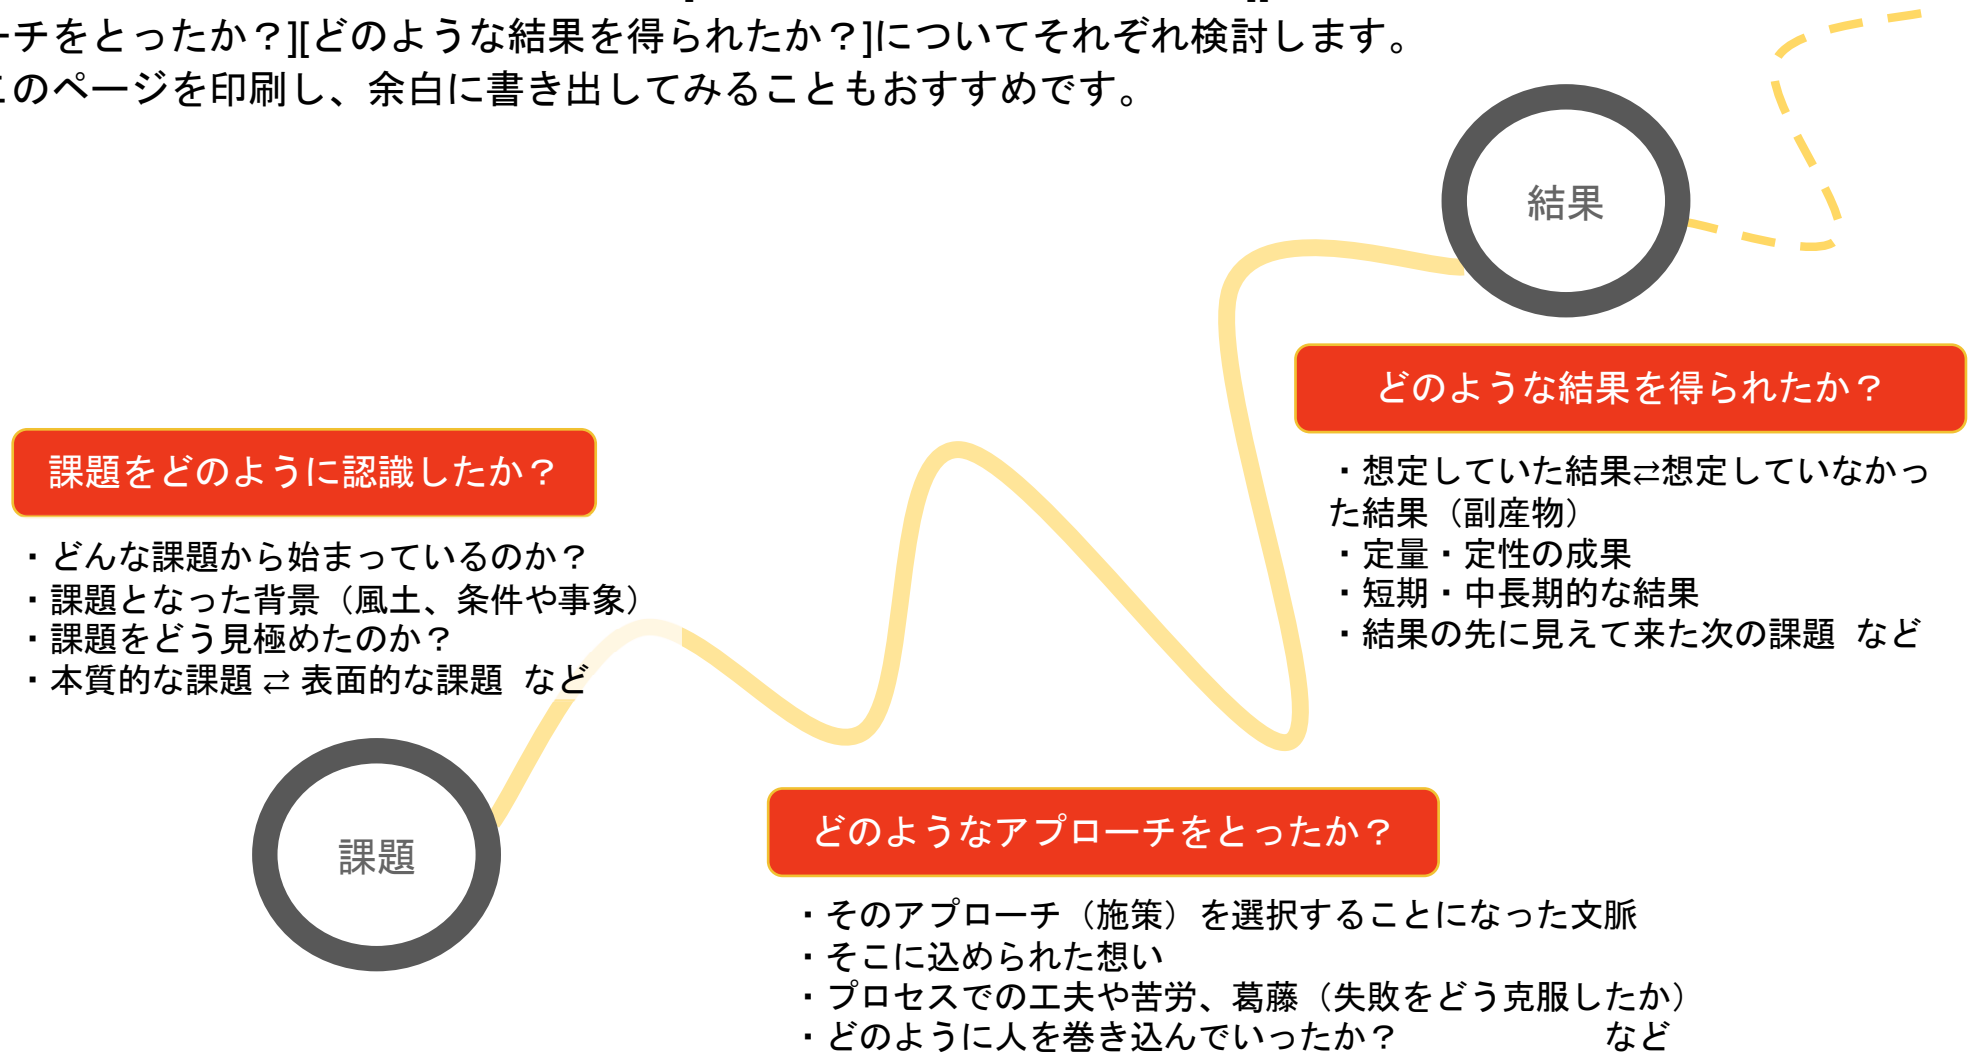 ーチをとったか？][どのような結果を得られたか？]についてそれぞれ検討します。
このページを印刷し、余白に書き出してみることもおすすめです。
結果
どのような結果を得られたか？
・想定していた結果⇄想定していなかっ
た結果（副産物）
・定量・定性の成果
・短期・中長期的な結果
・結果の先に見えて来た次の課題 など
課題をどのように認識したか？
・どんな課題から始まっているのか？
・課題となった背景（風土、条件や事象）
・課題をどう見極めたのか？
・本質的な課題 ⇄ 表面的な課題 など
課題
どのようなアプローチをとったか？
・そのアプローチ（施策）を選択することになった文脈
・そこに込められた想い
・プロセスでの工夫や苦労、葛藤（失敗をどう克服したか）
・どのように人を巻き込んでいったか？ など